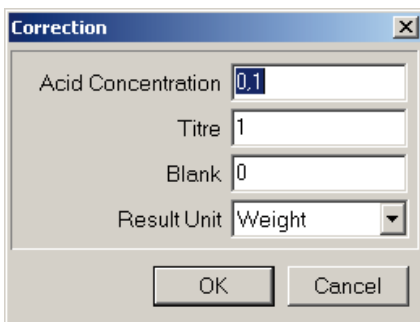 Correction
Acid Concentration 0,1
Titre 1
Blank 0
Result Unit Weight
OK Cancel